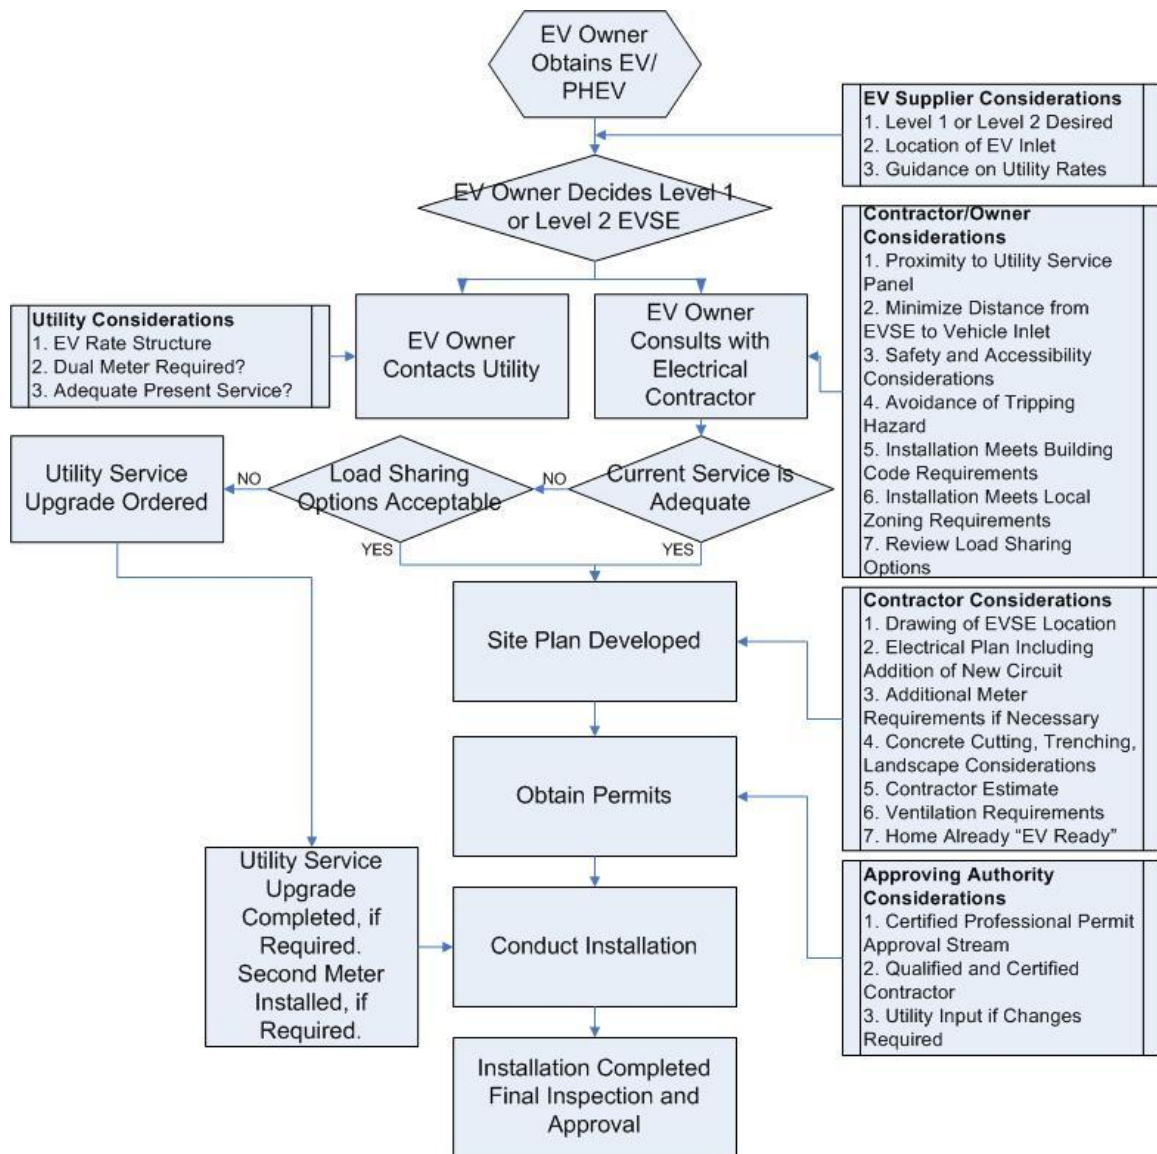 EV Owner
Obtains EV/
PHEV
EV Supplier Considerations
1. Level 1 or Level 2 Desired
2. Location of EV Inlet
3. Guidance on Utility Rates
EV Owner Decides Level 1
or Level 2 EVSE
Contractor/Owner
Considerations
1. Proximity to Utility Service
Panel
2. Minimize Distance from
EVSE to Vehicle Inlet
3. Safety and Accessibility
Considerations
4. Avoidance of Tripping
Hazard
5. Installation Meets Building
Code Requirements
6. Installation Meets Local
Zoning Requirements
7. Review Load Sharing
Options
Utility Considerations
1. EV Rate Structure
2. Dual Meter Required?
3. Adequate Present Service?
EV Owner
Contacts Utility
EV Owner
Consults with
Electrical
Contractor
Utility Service
Upgrade Ordered
NO
Load Sharing
Options Acceptable
NO
Current Service is
Adequate
YES
YES
Site Plan Developed
Contractor Considerations
1. Drawing of EVSE Location
2. Electrical Plan Including
Addition of New Circuit
3. Additional Meter
Requirements if Necessary
4. Concrete Cutting, Trenching,
Landscape Considerations
5. Contractor Estimate
6. Ventilation Requirements
7. Home Already “EV Ready”
Obtain Permits
Approving Authority
Considerations
1. Certified Professional Permit
Approval Stream
2. Qualified and Certified
Contractor
3. Utility Input if Changes
Required
Utility Service
Upgrade
Completed, if
Required.
Second Meter
Installed, if
Required.
Conduct Installation
Installation Completed
Final Inspection and
Approval